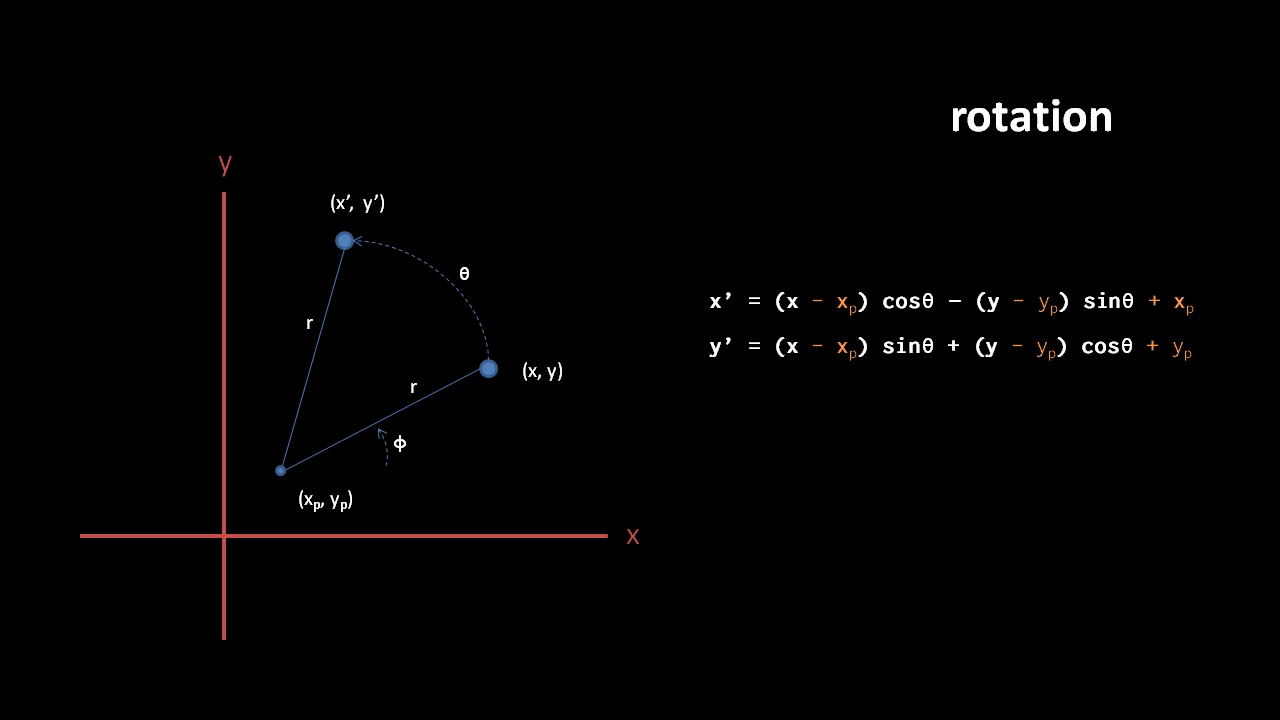 rotation
y
(x’, y’)
θ
r
x’ = (x − xₚ) cosθ − (y − yₚ) sinθ + xₚ
y’ = (x − xₚ) sinθ + (y − yₚ) cosθ + yₚ
(x, y)
r
ϕ
(xₚ, yₚ)
x